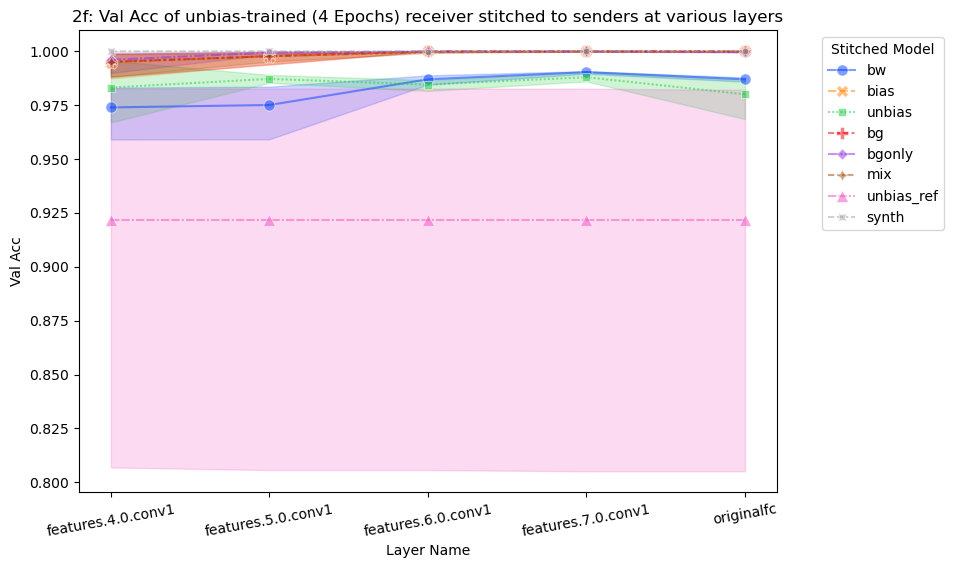 2f: Val Acc of unbias-trained (4 Epochs) receiver stitched to senders at various layers
1.000
0.975
0.950
0.925
0.900
0.875
0.850
0.825
0.800
Val Acc
features.4.0.conv1
features.5.0.conv1
features.6.0.conv1
features.7.0.conv1
originalfc
Layer Name
Stitched Model
bw
bias
unbias
bg
bgonly
mix
unbias_ref
synth